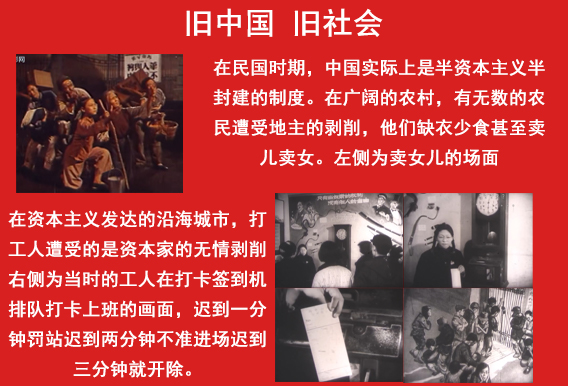 旧中国 旧社会
在民国时期，中国实际上是半资本主义半
封建的制度。在广阔的农村，有无数的农
民遭受地主的剥削，他们缺衣少食甚至卖
儿卖女。左侧为卖女儿的场面
在资本主义发达的沿海城市，打
工人遭受的是资本家的无情剥削
右侧为当时的工人在打卡签到机
排队打卡上班的画面，迟到一分
钟罚站迟到两分钟不准进场迟到
三分钟就开除。